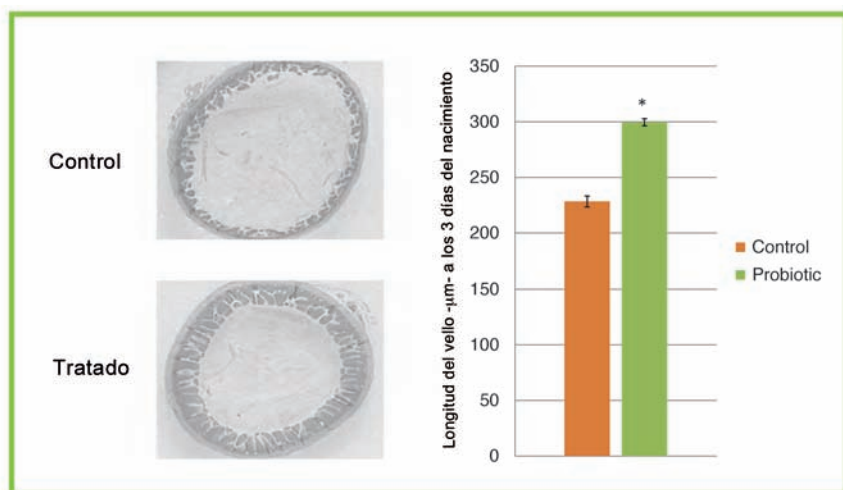 Control
Tratado
Longitud del vello -μm- a los 3 días del nacimiento
350
300
250
200
150
100
50
0
*
Control
Probiotic